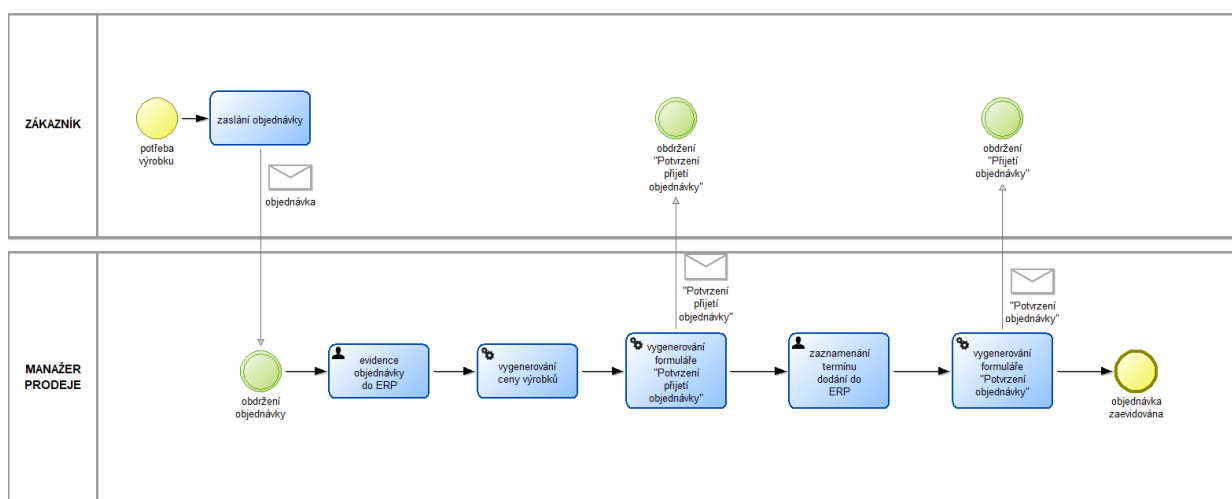 ZÁKAZNÍK
potřeba
výrobku
zaslání objednávky
objednávka
obdržení
"Potvrzení
přijetí
objednávky"
obdržení
"Přijetí
objednávky"
MANAŽER
PRODEJE
obdržení
objednávky
evidence
objednávky
do ERP
vygenerování
ceny výrobků
"Potvrzení
přijetí
objednávky"
vygenerování
formuláře
"Potvrzení
přijetí
objednávky"
zaznamenání
termínu
dodání do
ERP
"Potvrzení
objednávky"
vygenerování
formuláře
"Potvrzení
objednávky"
objednávka
zaevidována